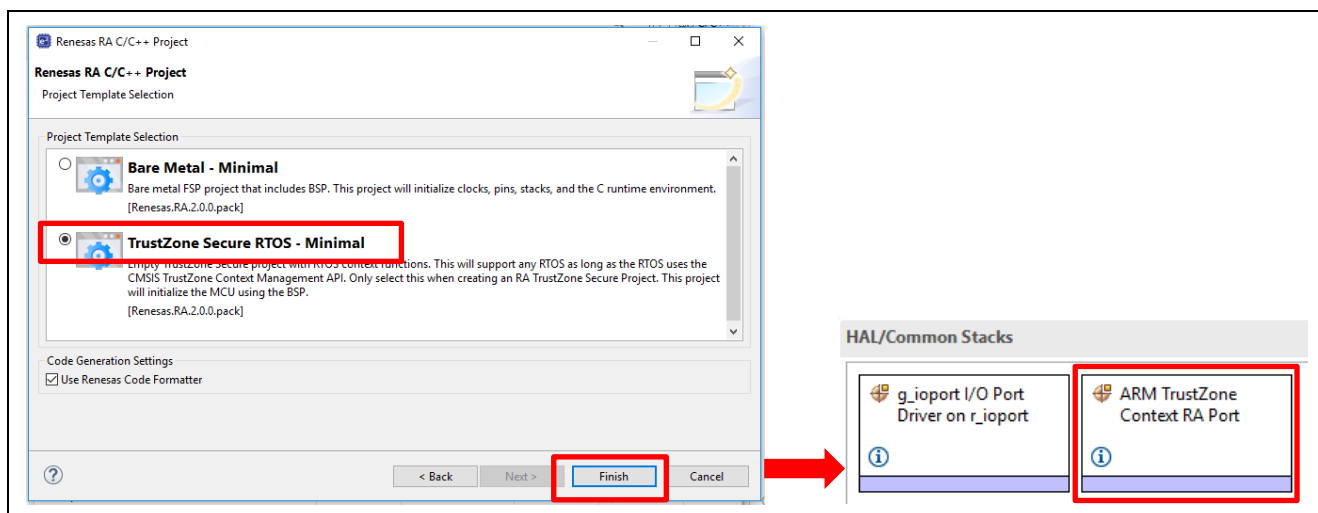 Renesas RA C/C++ Project
Renesas RA C/C++ Project
Project Template Selection
Project Template Selection
Bare Metal - Minimal
Bare metal FSP project that includes BSP. This project will initialize clocks, pins, stacks, and the C runtime environment.
[Renesas.RA.2.0.0.pack]
TrustZone Secure RTOS - Minimal
Empty TrustZone Secure project with RTOS context functions. This will support any RTOS as long as the RTOS uses the
CMSIS TrustZone Context Management API. Only select this when creating an RA TrustZone Secure Project. This project
will initialize the MCU using the BSP.
[Renesas.RA.2.0.0.pack]
Code Generation Settings
Use Renesas Code Formatter
? < Back Next > Finish Cancel
HAL/Common Stacks
g_ioport I/O Port
Driver on r_ioport
ARM TrustZone
Context RA Port